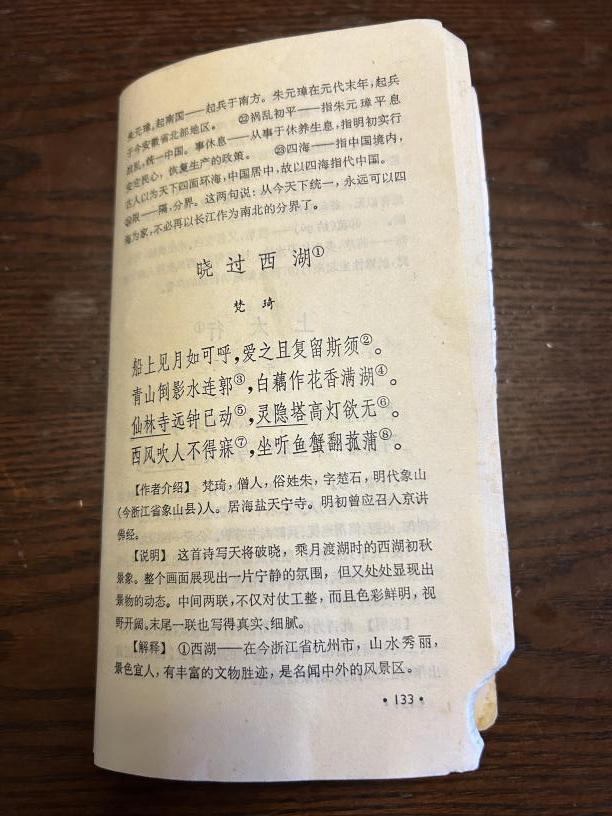 朱元璋,起南国——起兵于南方。朱元璋在元代末年,起兵
于今安徽省北部地区。 ㉒祸乱初平——指朱元璋平息
战乱,统一中国。事休息——从事于休养生息,指明初实行
安定民心,恢复生产的政策。 ㉓四海——指中国境内,
古人以为天下四面环海,中国居中,故以四海指代中国。
㉔限——隔,分界。这两句说:从今天下统一,永远可以四
海为家,不必再以长江作为南北的分界了。
晓过西湖①
梵琦
船上见月如可呼,爱之且复留斯须②。
青山倒影水连郭③,白藕作花香满湖④。
仙林寺远钟已动⑤,灵隐塔高灯欲无⑥。
西风吹人不得寐⑦,坐听鱼蟹翻菰蒲⑧。
【作者介绍】 梵琦,僧人,俗姓朱,字楚石,明代象山
(今浙江省象山县)人。居海盐天宁寺。明初曾应召入京讲
佛经。
【说明】 这首诗写天将破晓,乘月渡湖时的西湖初秋
景象。整个画面展现出一片宁静的氛围,但又处处显现出
景物的动态。中间两联,不仅对仗工整,而且色彩鲜明,视
野开阔。末尾一联也写得真实、细腻。
【解释】 ①西湖——在今浙江省杭州市,山水秀丽,
景色宜人,有丰富的文物胜迹,是名闻中外的风景区。
·133·